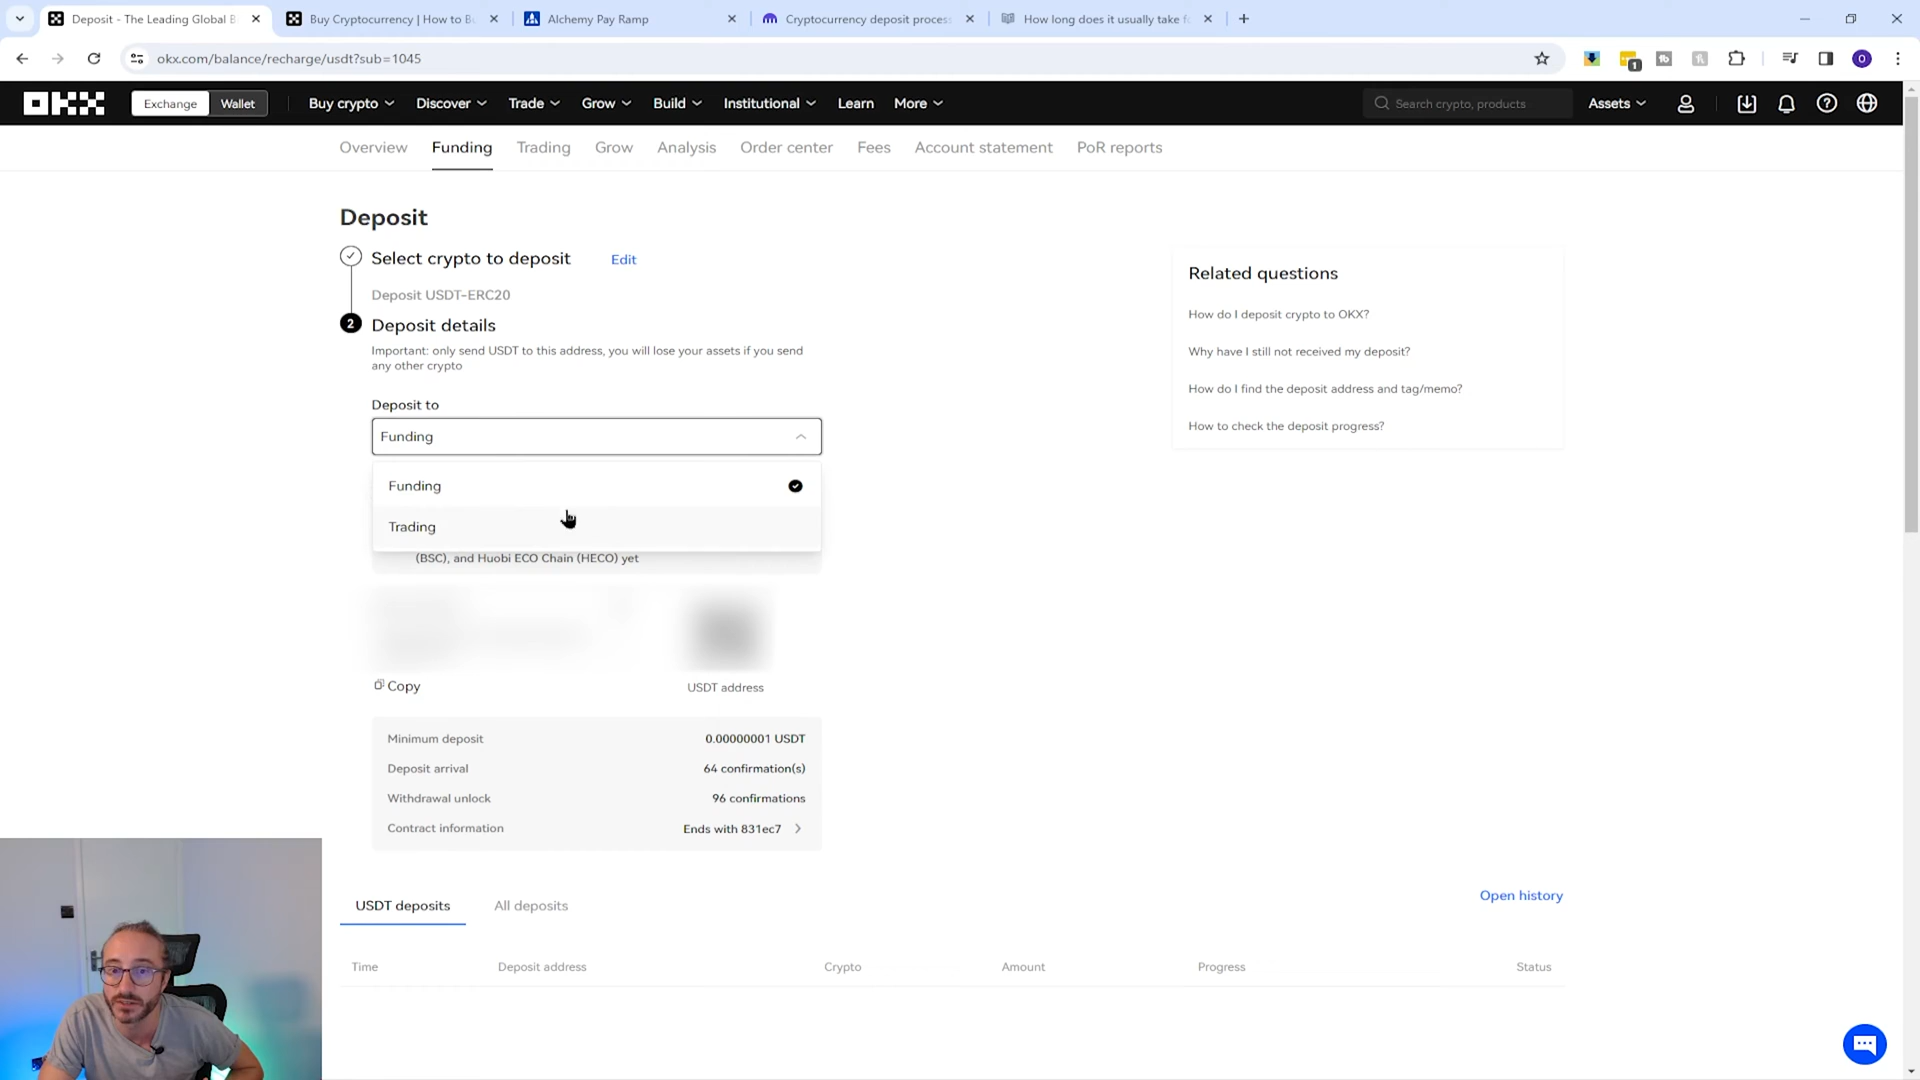 Deposit - The Leading Global B
Buy Cryptocurrency | How to Bu
Alchemy Pay Ramp
Cryptocurrency deposit process
How long does it usually take fo
okx.com/balance/recharge/usdt?sub=1045
1
O
OKX
Exchange
Wallet
Buy crypto
Discover
Trade
Grow
Build
Institutional
Learn
More
Search crypto, products
Assets
Overview
Funding
Trading
Grow
Analysis
Order center
Fees
Account statement
PoR reports
Deposit
Select crypto to deposit
Edit
Deposit USDT-ERC20
2
Deposit details
Important: only send USDT to this address, you will lose your assets if you send
any other crypto
Deposit to
Funding
Funding
Trading
(BSC), and Huobi ECO Chain (HECO) yet
Copy
USDT address
Minimum deposit
0.00000001 USDT
Deposit arrival
64 confirmation(s)
Withdrawal unlock
96 confirmations
Contract information
Ends with 831ec7
Related questions
How do I deposit crypto to OKX?
Why have I still not received my deposit?
How do I find the deposit address and tag/memo?
How to check the deposit progress?
USDT deposits
All deposits
Open history
Time
Deposit address
Crypto
Amount
Progress
Status